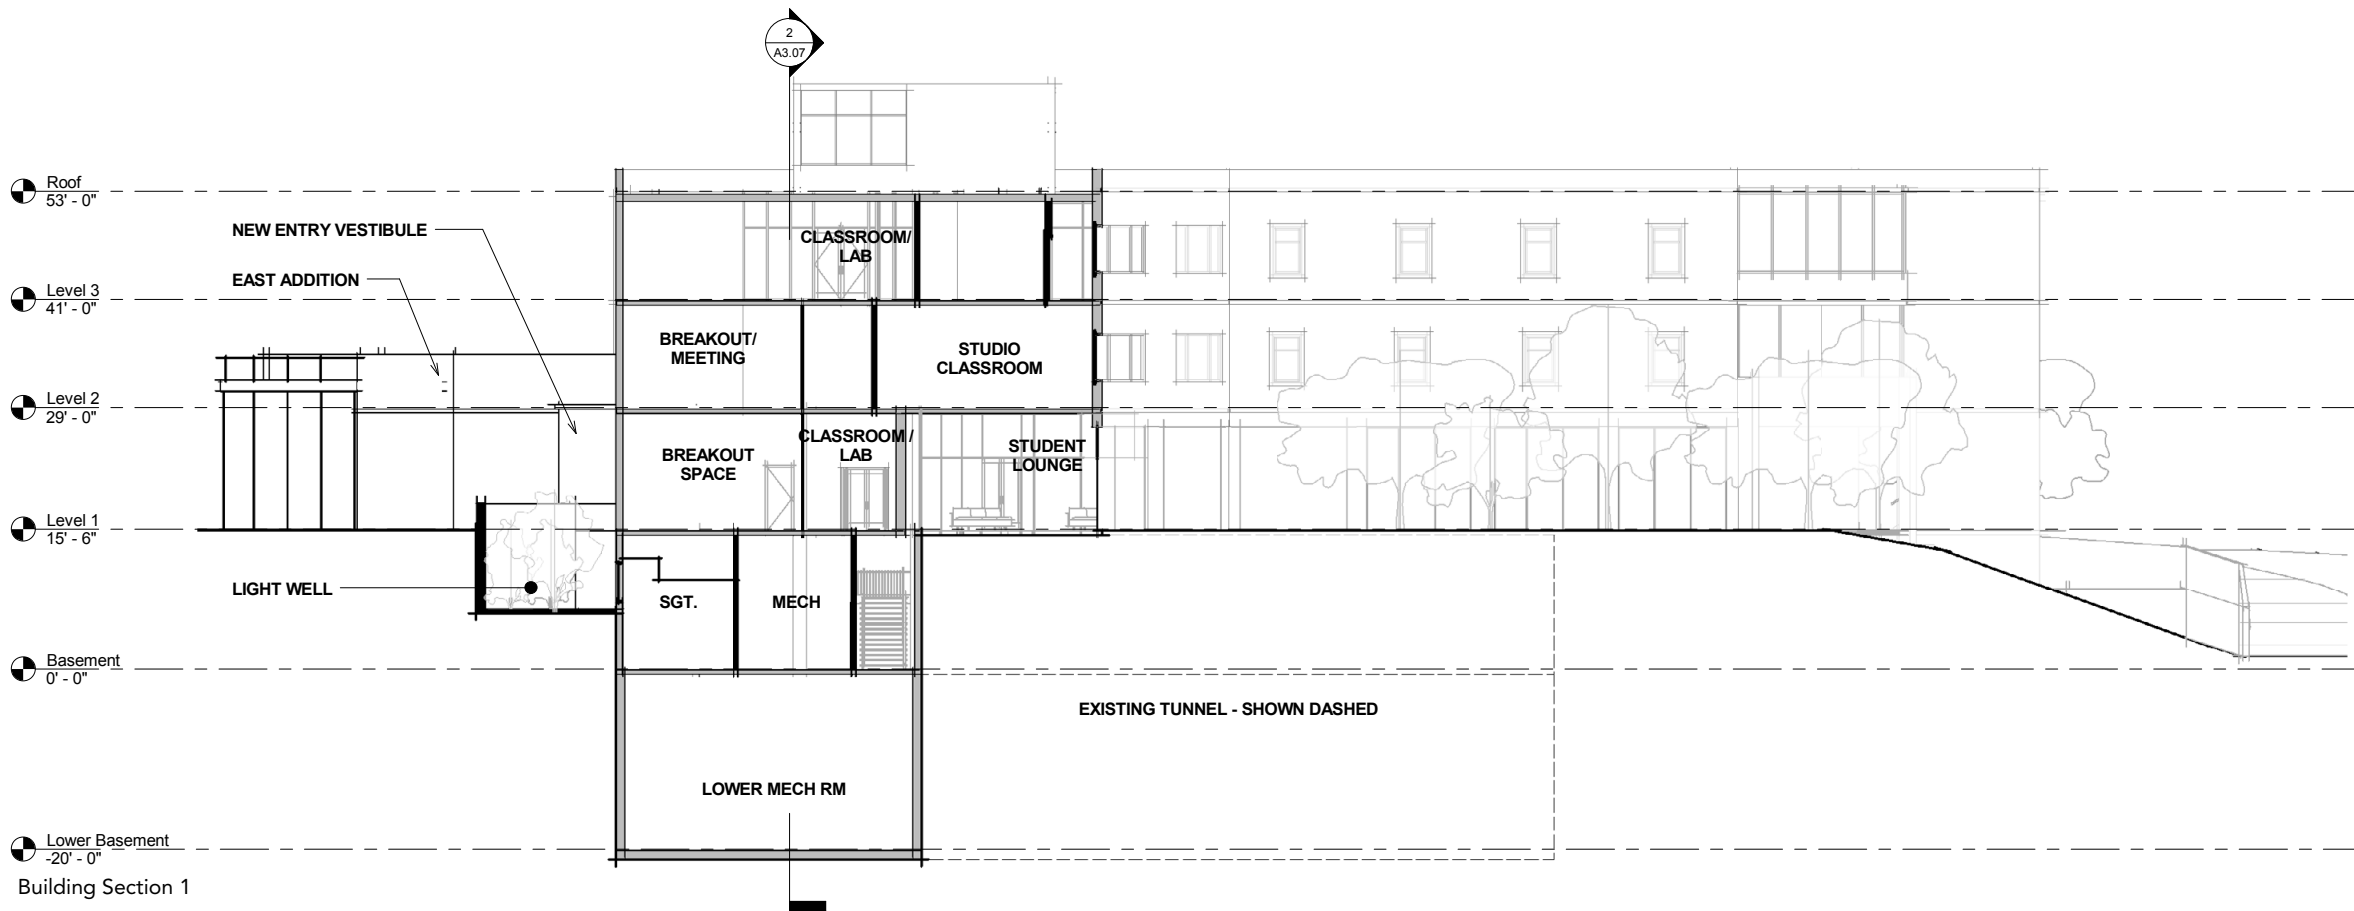 2
A3.07
Roof
53' - 0"
NEW ENTRY VESTIBULE
CLASSROOM/
LAB
EAST ADDITION
Level 3
41' - 0"
BREAKOUT/
MEETING
STUDIO
CLASSROOM
Level 2
29' - 0"
BREAKOUT
SPACE
CLASSROOM /
LAB
STUDENT
LOUNGE
Level 1
15' - 6"
LIGHT WELL
SGT.
MECH
Basement
0' - 0"
EXISTING TUNNEL - SHOWN DASHED
LOWER MECH RM
Lower Basement
-20' - 0"
Building Section 1